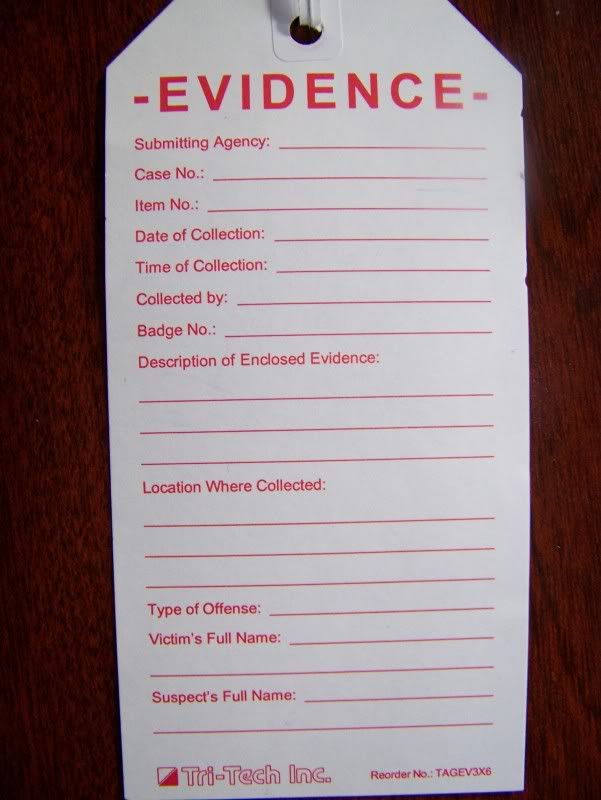 -EVIDENCE-
Submitting Agency:
Case No.:
Item No.:
Date of Collection:
Time of Collection:
Collected by:
Badge No.:
Description of Enclosed Evidence:
Location Where Collected:
Type of Offense:
Victim's Full Name:
Suspect's Full Name:
Tri-Tech Inc. Reorder No.: TAGEV3X6